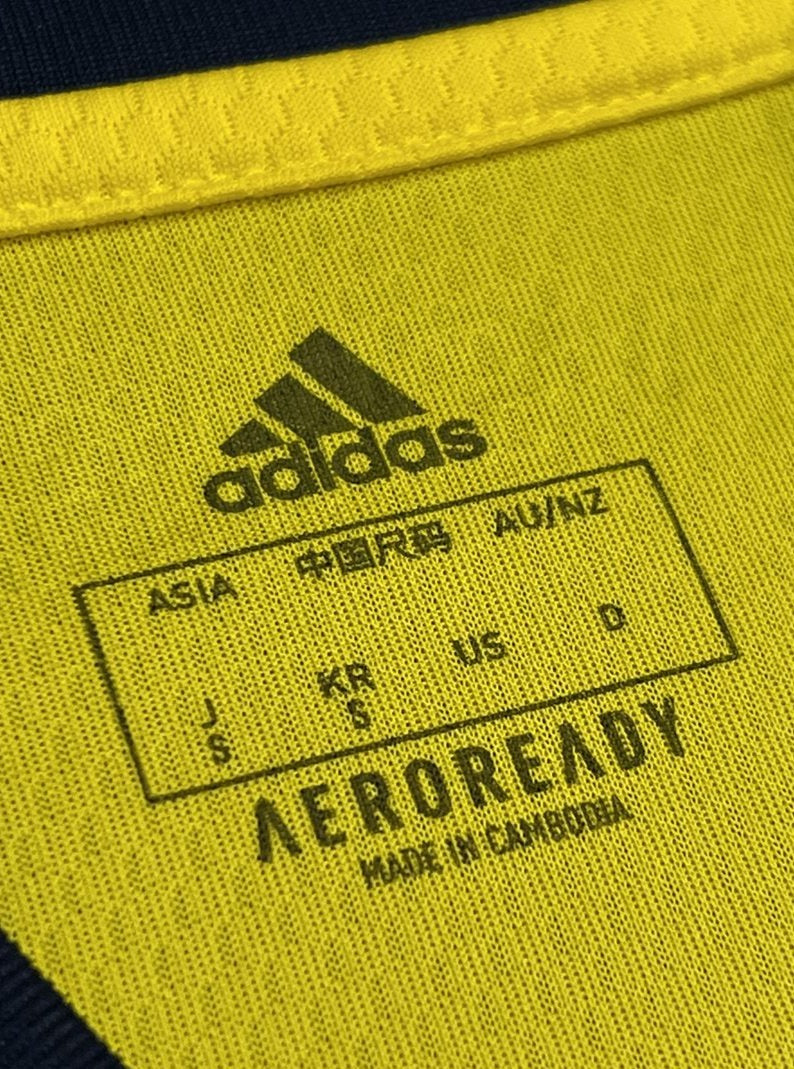 adidas
ASIA 中国尺码 AU/NZ
J KR US D
S S
AEROREADY
MADE IN CAMBODIA